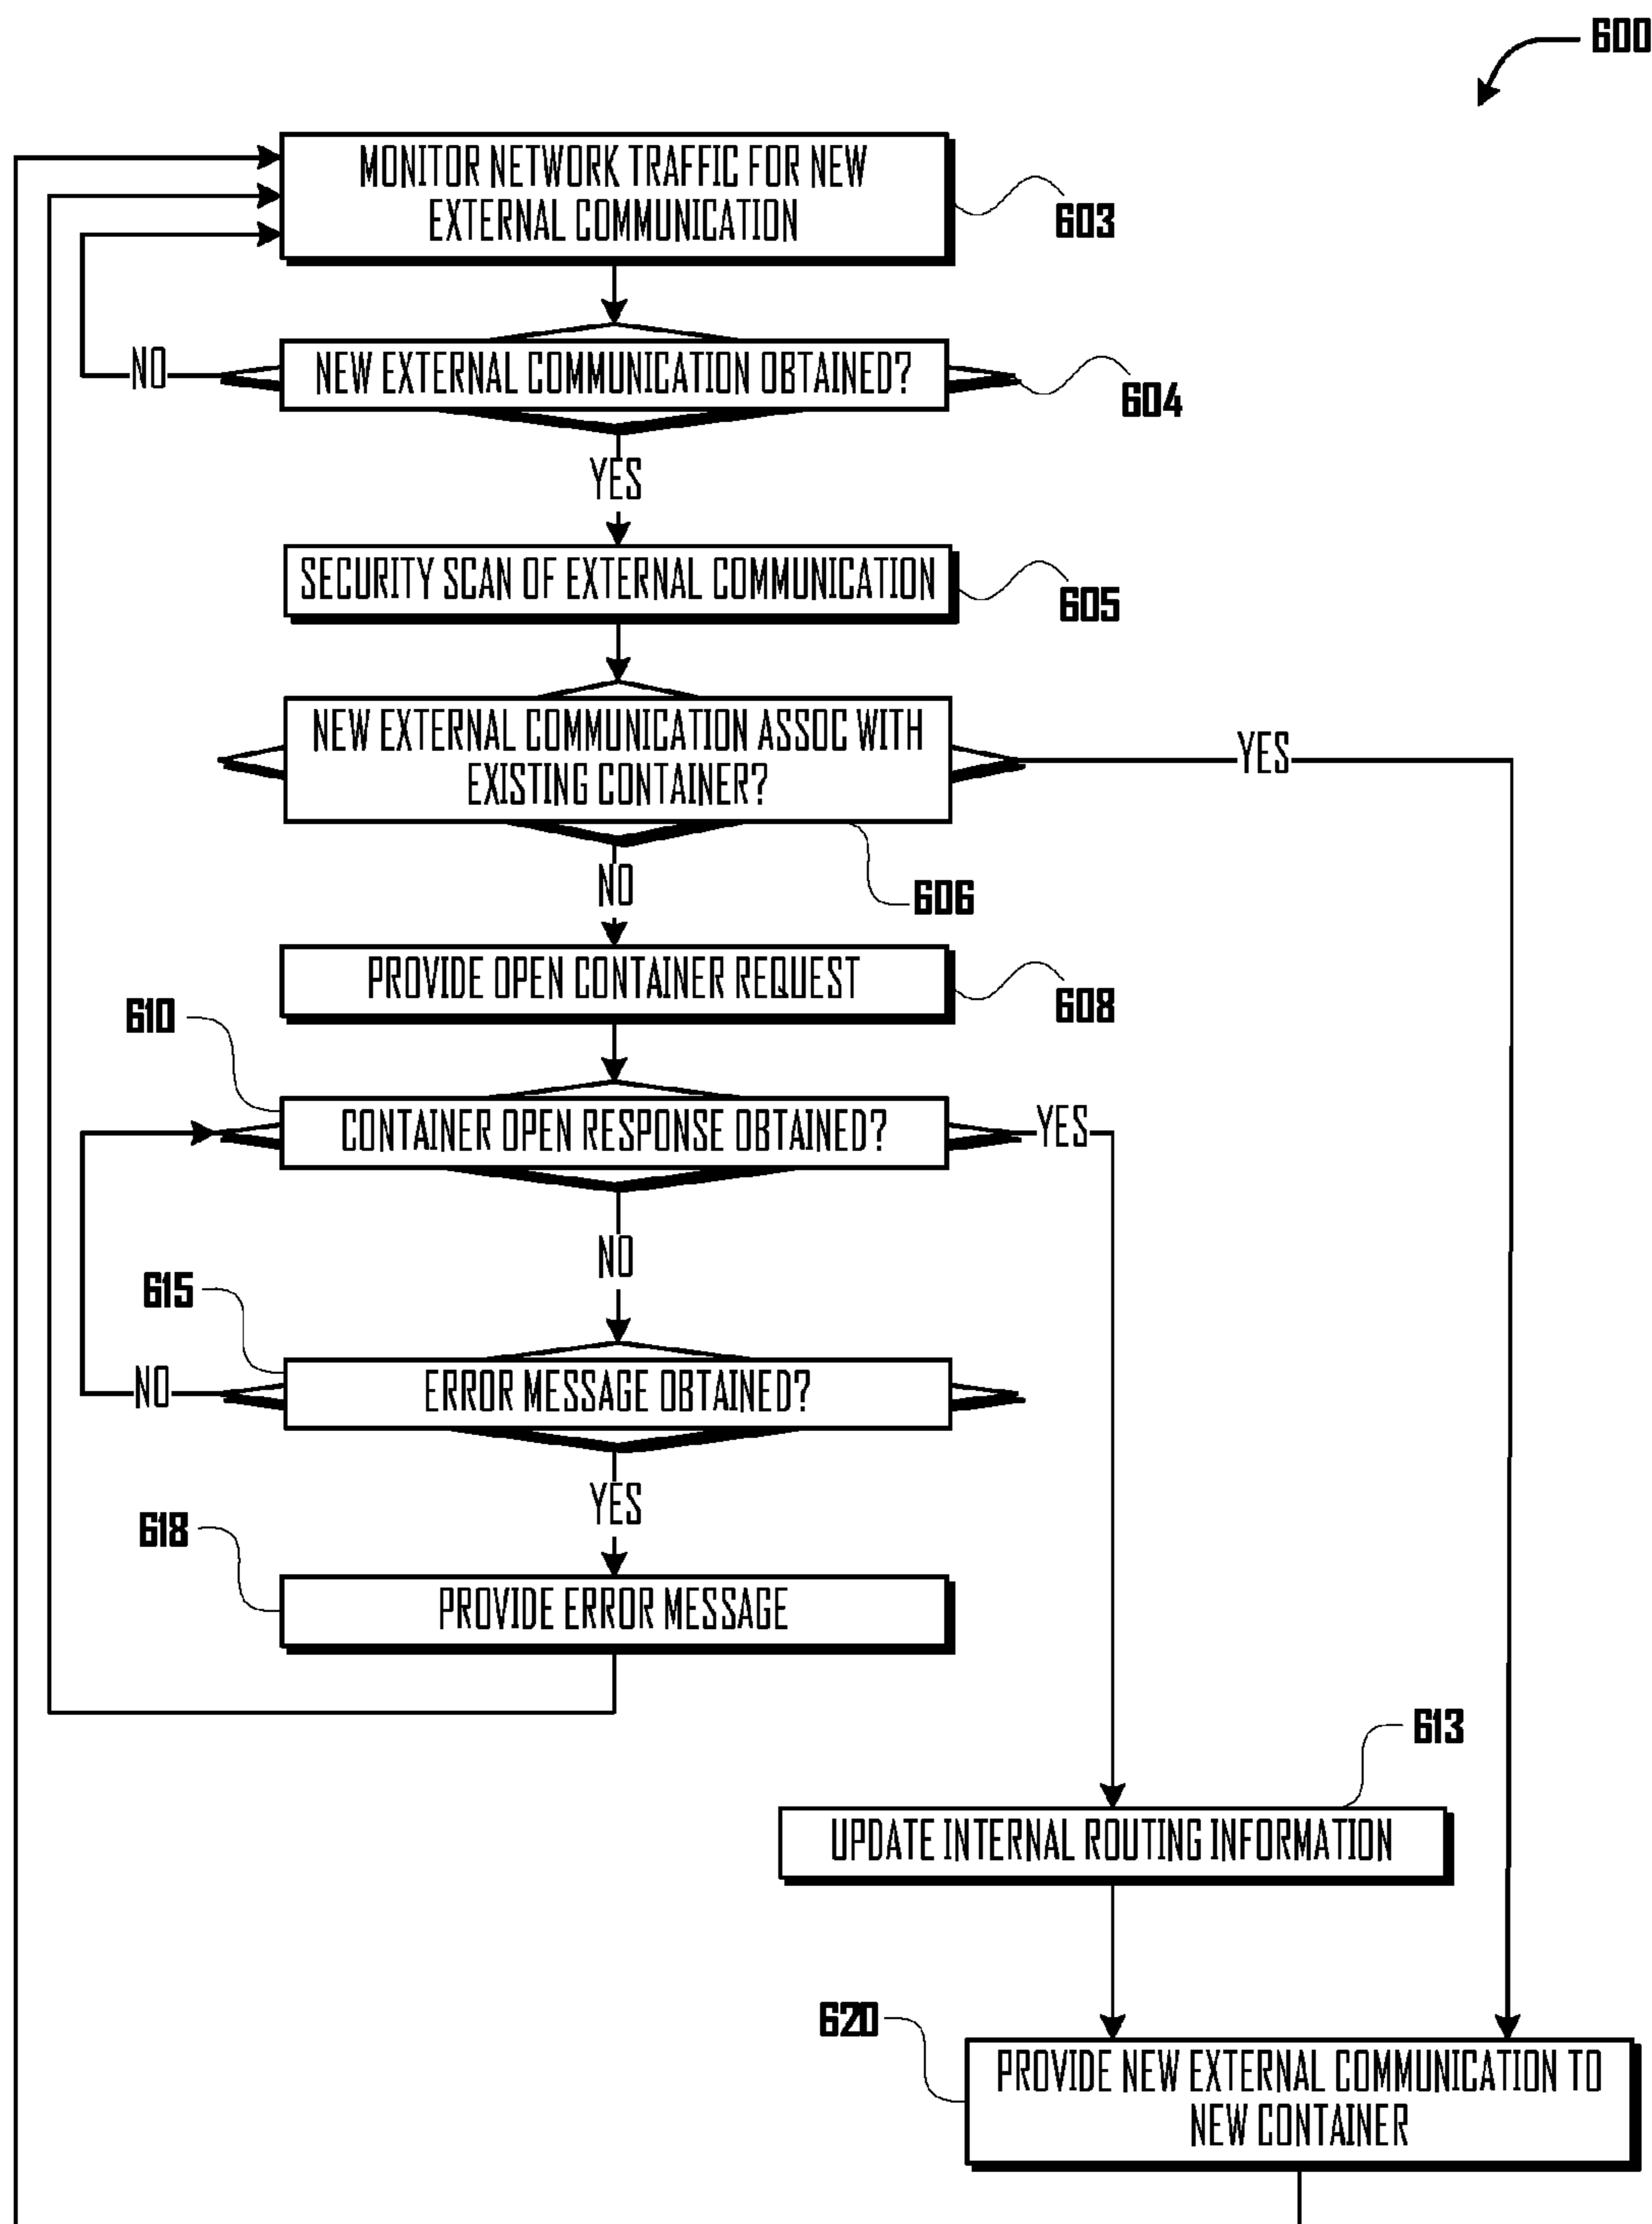 600
MONITOR NETWORK TRAFFIC FOR NEW
EXTERNAL COMMUNICATION
603
NEW EXTERNAL COMMUNICATION OBTAINED?
NO
604
YES
SECURITY SCAN OF EXTERNAL COMMUNICATION
605
NEW EXTERNAL COMMUNICATION ASSOC WITH
EXISTING CONTAINER?
YES
606
NO
PROVIDE OPEN CONTAINER REQUEST
608
610
CONTAINER OPEN RESPONSE OBTAINED?
YES
NO
615
ERROR MESSAGE OBTAINED?
NO
YES
618
PROVIDE ERROR MESSAGE
613
UPDATE INTERNAL ROUTING INFORMATION
620
PROVIDE NEW EXTERNAL COMMUNICATION TO
NEW CONTAINER